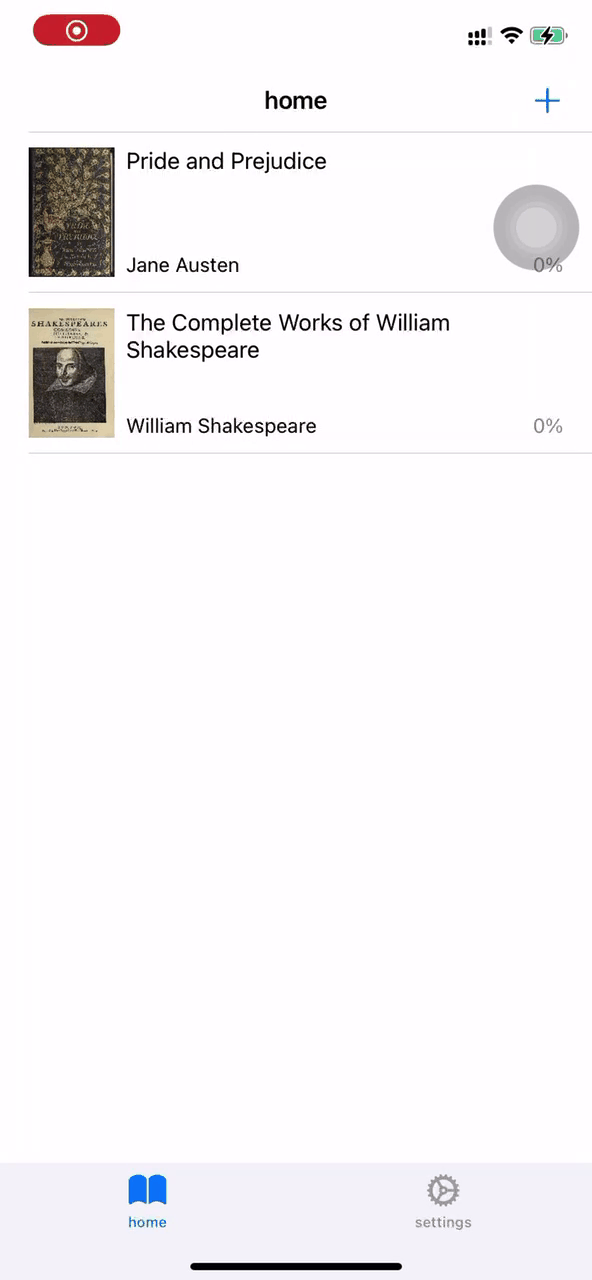 home
Pride and Prejudice
Jane Austen
0%
SHAKESPEARES
The Complete Works of William
Shakespeare
William Shakespeare
0%
home
settings